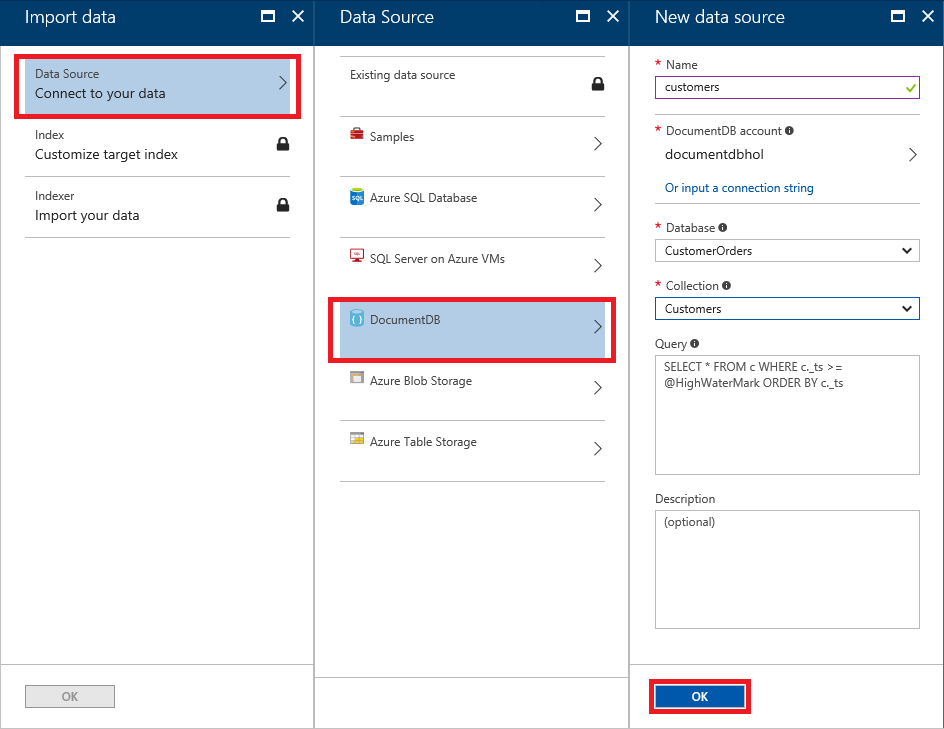 Import data
Data Source
Connect to your data
Index
Customize target index
Indexer
Import your data
OK
Data Source
Existing data source
Samples
SQL
Azure SQL Database
SQL
SQL Server on Azure VMs
DocumentDB
Azure Blob Storage
Azure Table Storage
New data source
* Name
customers
* DocumentDB account
documentdbhol
Or input a connection string
* Database
CustomerOrders
* Collection
Customers
Query
SELECT * FROM c WHERE c._ts >=
@HighWaterMark ORDER BY c._ts
Description
(optional)
OK